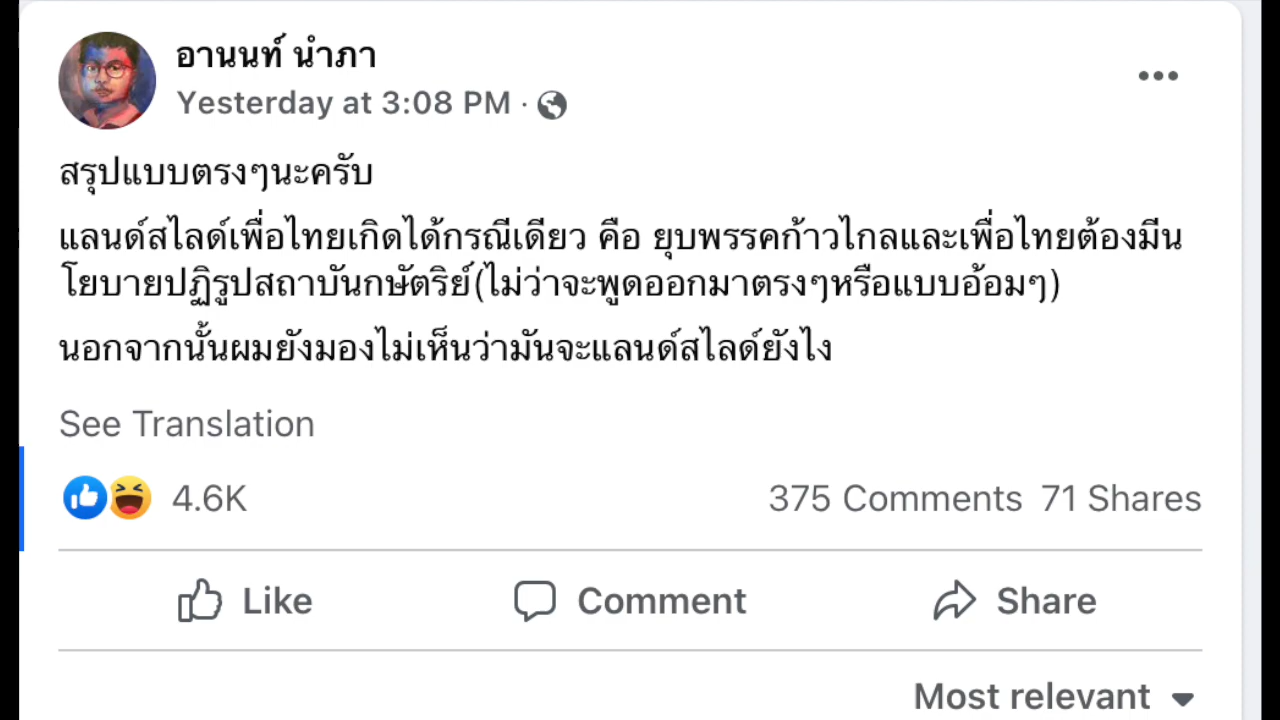 อานนท์ นำภา
Yesterday at 3:08 PM ·
สรุปแบบตรงๆนะครับ
แลนด์สไลด์เพื่อไทยเกิดได้กรณีเดียว คือ ยุบพรรคก้าวไกลและเพื่อไทยต้องมีน
โยบายปฏิรูปสถาบันกษัตริย์(ไม่ว่าจะพูดออกมาตรงๆหรือแบบอ้อมๆ)
นอกจากนั้นผมยังมองไม่เห็นว่ามันจะแลนด์สไลด์ยังไง
See Translation
4.6K 375 Comments 71 Shares
Like Comment Share
Most relevant